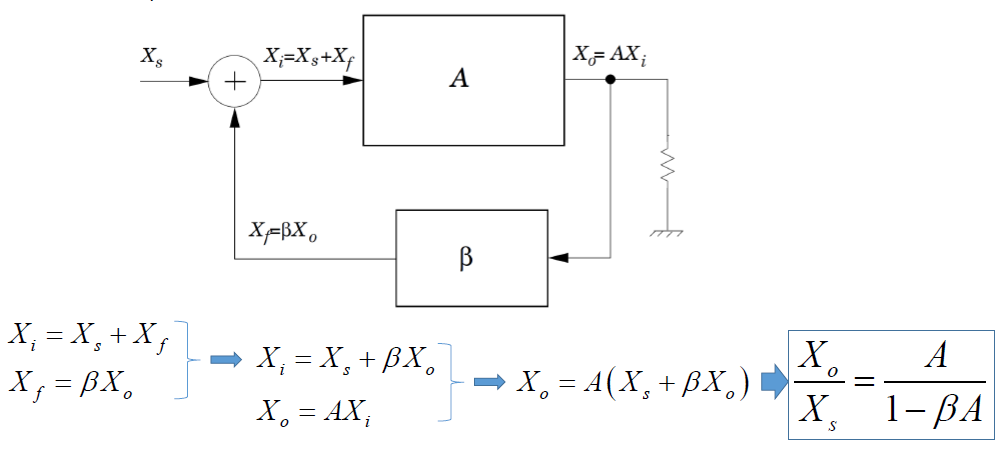 X_s
+
X_i=X_s+X_f
A
X_o= AX_i
X_f=βX_o
β
X_i = X_s + X_f
X_f = βX_o
X_i = X_s + βX_o
X_o = AX_i
X_o = A(X_s + βX_o)
X_o/X_s = A/(1 − βA)